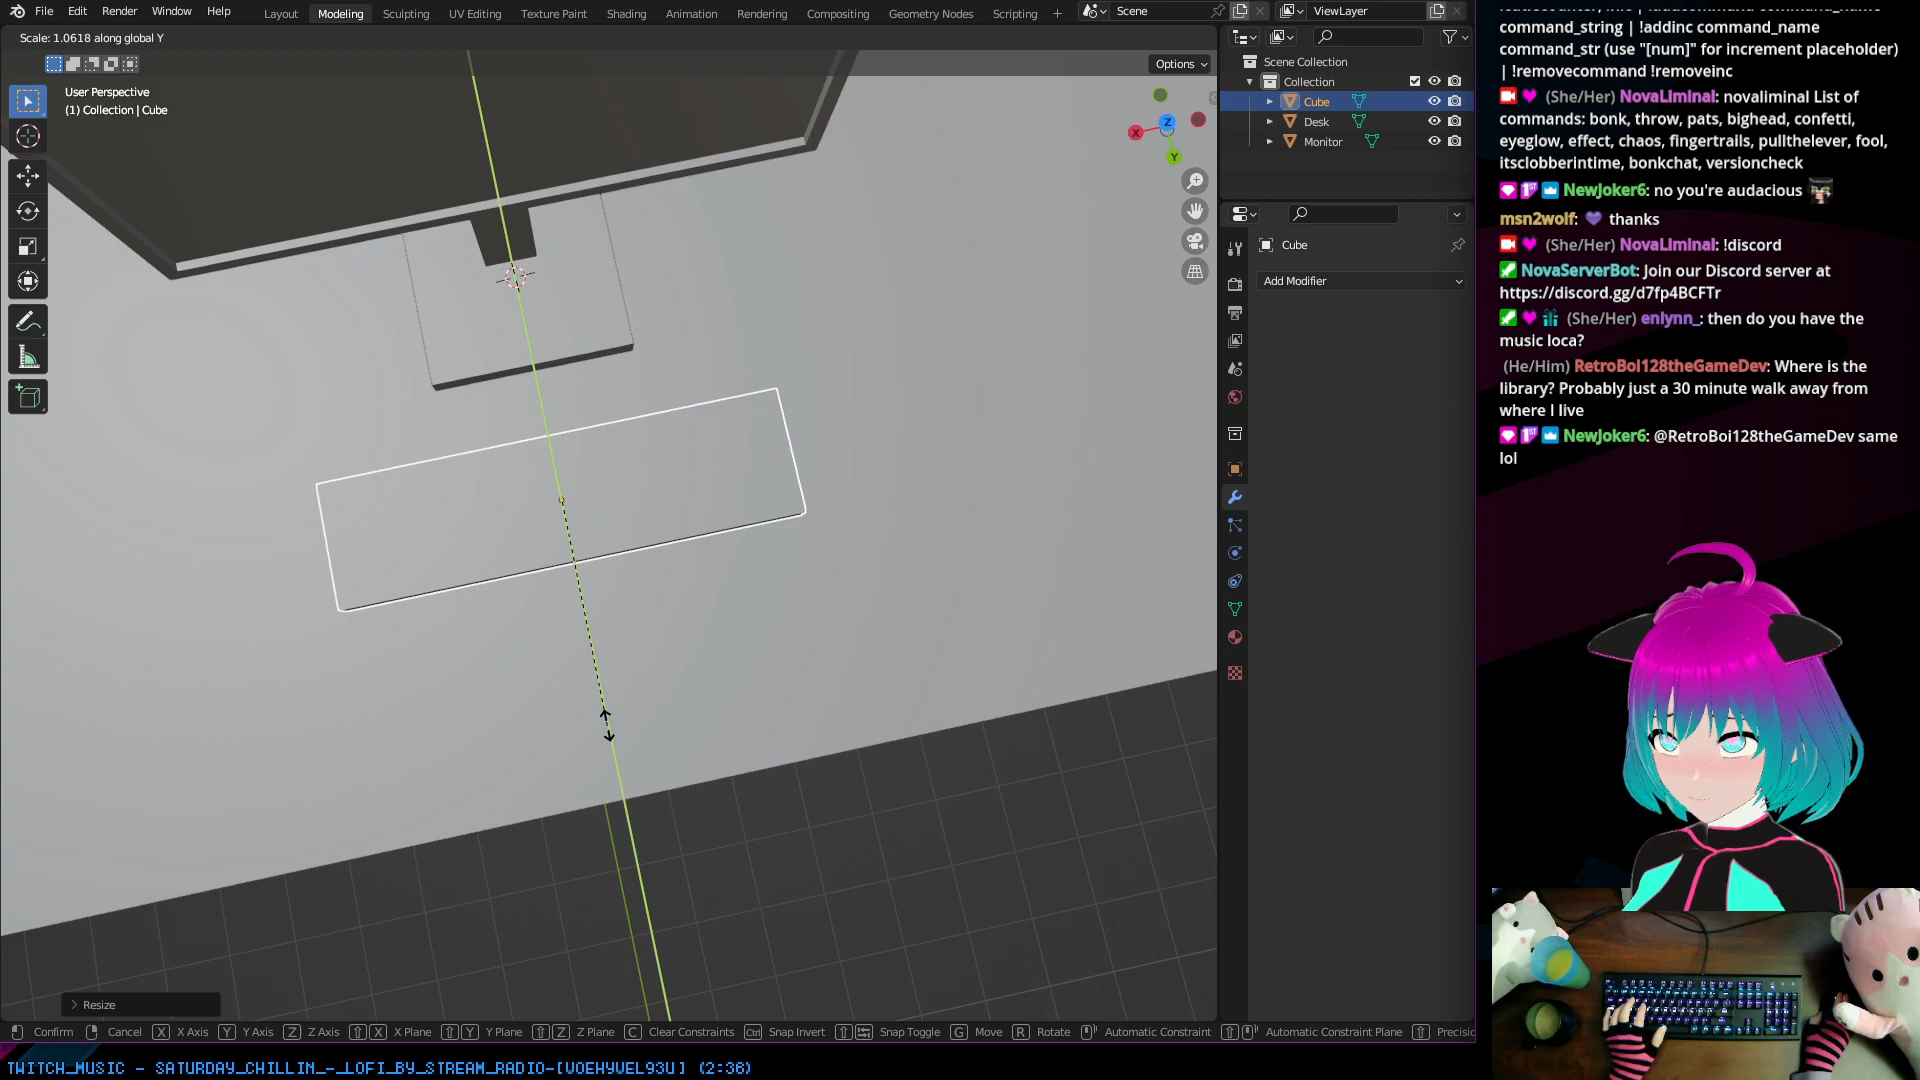 File Edit Render Window Help
Layout Modeling Sculpting UV Editing Texture Paint Shading Animation Rendering Compositing Geometry Nodes Scripting +
Scene
ViewLayer
Scale: 1.0618 along global Y
Options
User Perspective
(1) Collection | Cube
X
Z
Y
Scene Collection
Collection
Cube
Desk
Monitor
Cube
Add Modifier
Resize
Confirm Cancel X X Axis Y Y Axis Z Z Axis X X Plane Y Y Plane Z Z Plane C Clear Constraints Ctrl Snap Invert Snap Toggle G Move R Rotate Automatic Constraint Automatic Constraint Plane Precisic
command_string | !addinc command_name
command_str (use "[num]" for increment placeholder)
| !removecommand !removeinc
(She/Her) NovaLiminal: novaliminal List of
commands: bonk, throw, pats, bighead, confetti,
eyeglow, effect, chaos, fingertrails, pullthelever, fool,
itsclobberintime, bonkchat, versioncheck
NewJoker6: no you're audacious
msn2wolf: thanks
(She/Her) NovaLiminal: !discord
NovaServerBot: Join our Discord server at
https://discord.gg/d7fp4BCFTr
(She/Her) enlynn_: then do you have the
music loca?
(He/Him) RetroBoi128theGameDev: Where is the
library? Probably just a 30 minute walk away from
where I live
NewJoker6: @RetroBoi128theGameDev same
lol
TWITCH_MUSIC - SATURDAY_CHILLIN_-_LOFI_BY_STREAM_RADIO-[UOEHYWEL93U] (2:36)